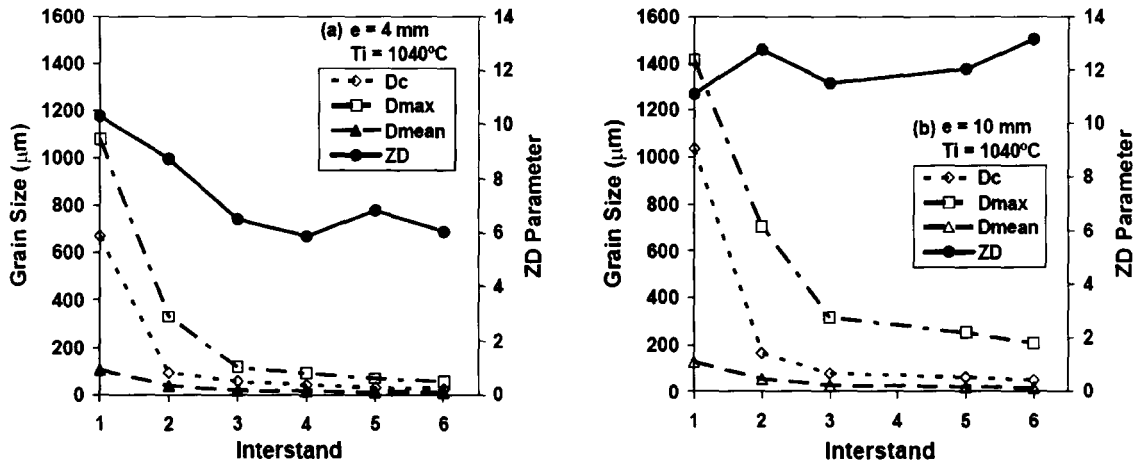 1600
1400
1200
1000
800
600
400
200
0
Grain Size (μm)
14
12
10
8
6
4
2
0
ZD Parameter
(a) e = 4 mm
Ti = 1040ºC
Dc
Dmax
Dmean
ZD
1 2 3 4 5 6
Interstand
1600
1400
1200
1000
800
600
400
200
0
Grain Size (μm)
14
12
10
8
6
4
2
0
ZD Parameter
(b) e = 10 mm
Ti = 1040ºC
Dc
Dmax
Dmean
ZD
1 2 3 4 5 6
Interstand